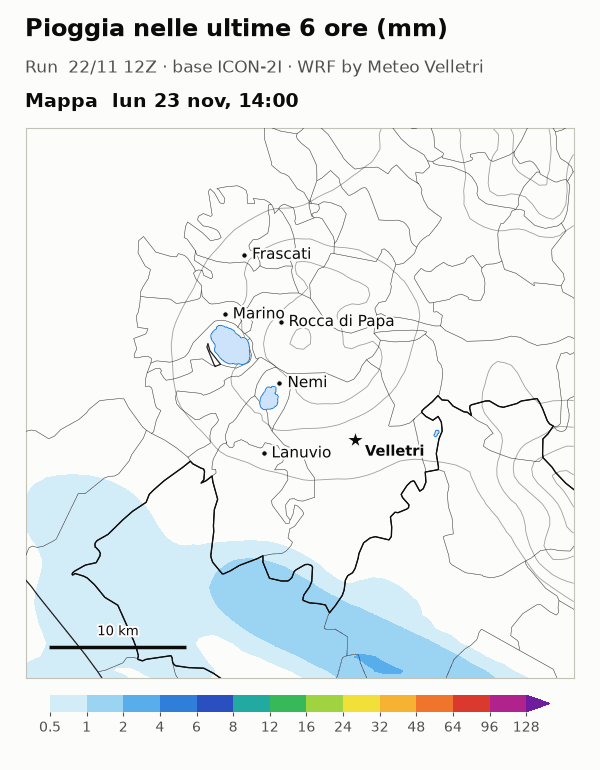 Pioggia nelle ultime 6 ore (mm)
Run 22/11 12Z · base ICON-2I · WRF by Meteo Velletri
Mappa lun 23 nov, 14:00
Frascati
Marino
Rocca di Papa
Nemi
Velletri
Lanuvio
10 km
0.5 1 2 4 6 8 12 16 24 32 48 64 96 128